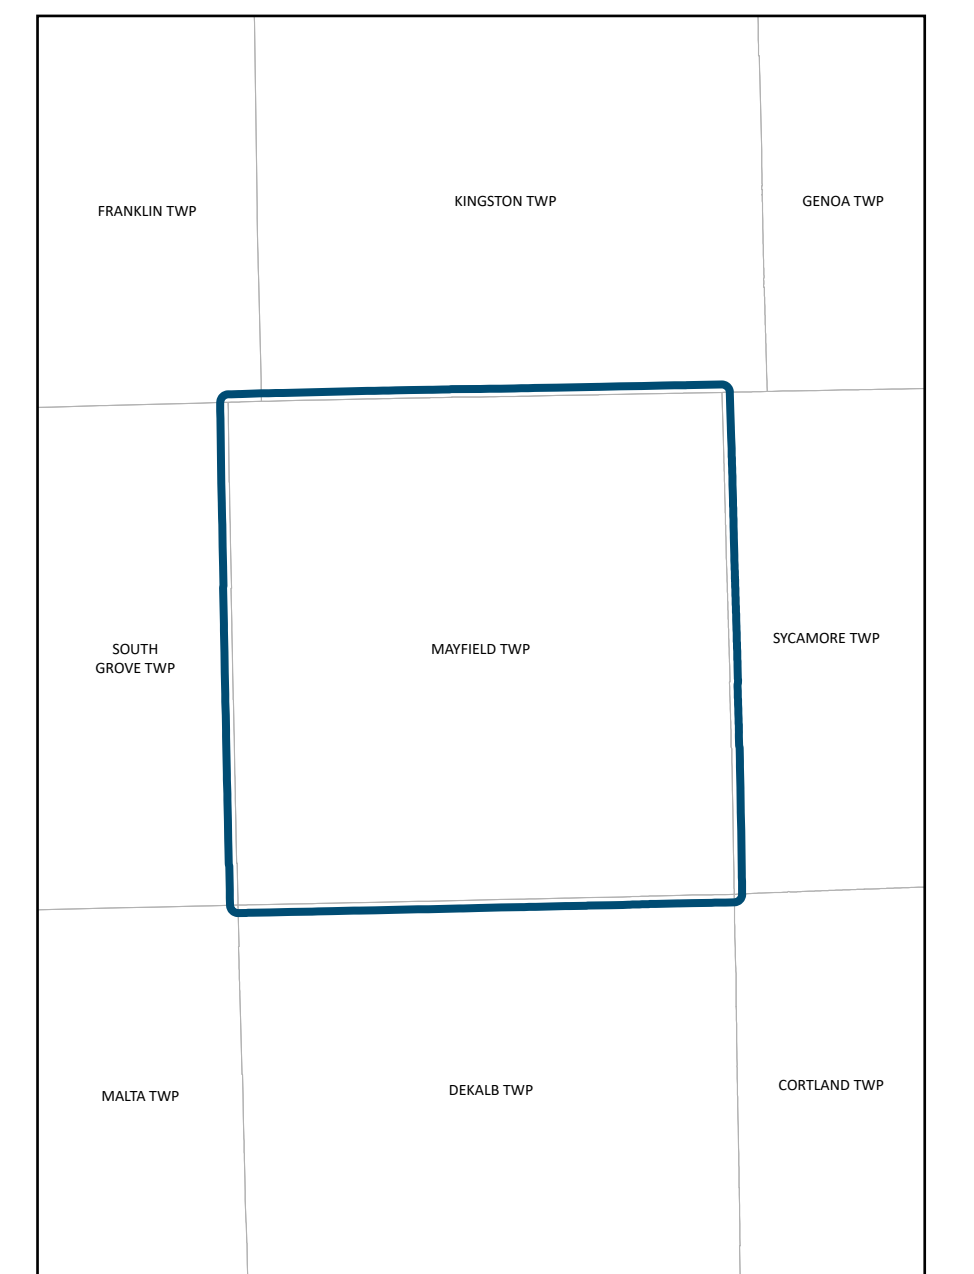 FRANKLIN TWP
KINGSTON TWP
GENOA TWP
SOUTH
GROVE TWP
MAYFIELD TWP
SYCAMORE TWP
MALTA TWP
DEKALB TWP
CORTLAND TWP